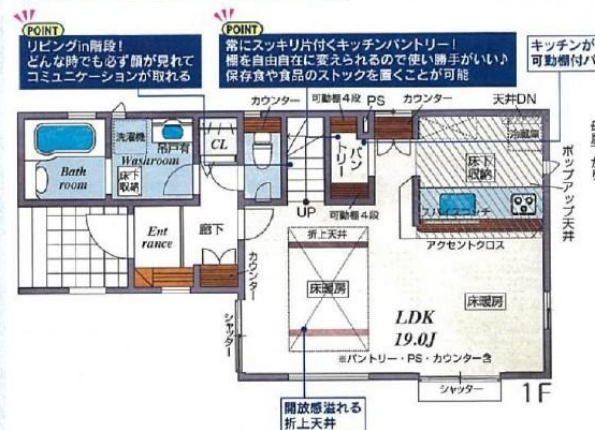 POINT
リビングin階段！
どんな時でも必ず顔が見れて
コミュニケーションが取れる
POINT
常にスッキリ片付くキッチンパントリー！
棚を自由自在に変えられるので使い勝手がいい♪
保存食や食品のストックを置くことが可能
キッチンが
可動棚付パ
カウンター
可動棚4段
PS
カウンター
天井DN
洗濯機
吊戸有
CL
パン
トリー
冷蔵庫
Bath
room
Washroom
床下
収納
床下
収納
ポップアップ天井
UP
可動棚4段
スパイスニッチ
アクセントクロス
Ent
rance
廊下
カウンター
折上天井
床暖房
床暖房
LDK
19.0J
※パントリー・PS・カウンター含
シャッター
シャッター
1F
開放感溢れる
折上天井